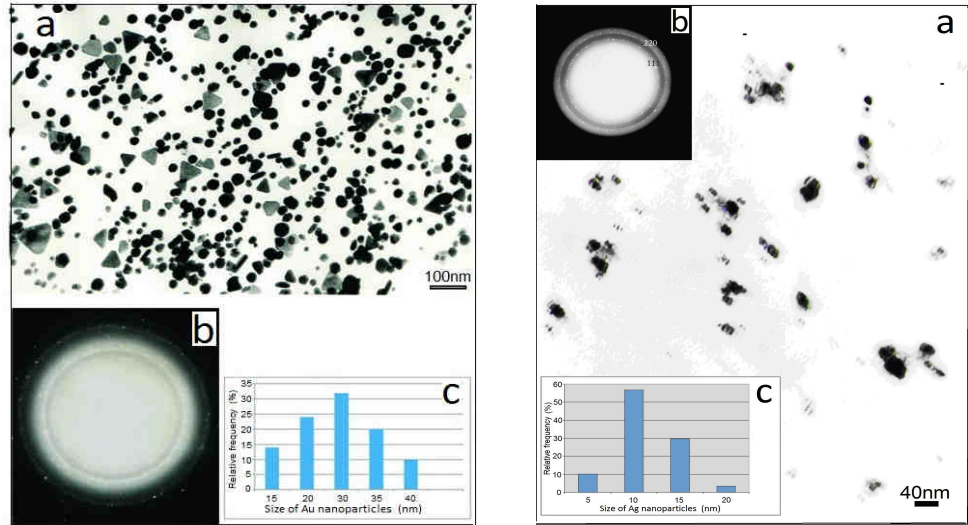 a
100nm
b
c
Relative frequency (%)
35
30
25
20
15
10
5
0
15 20 30 35 40
Size of Au nanoparticles (nm)
b
220
111
a
c
Relative frequency (%)
60
50
40
30
20
10
0
5 10 15 20
Size of Ag nanoparticles (nm)
40nm